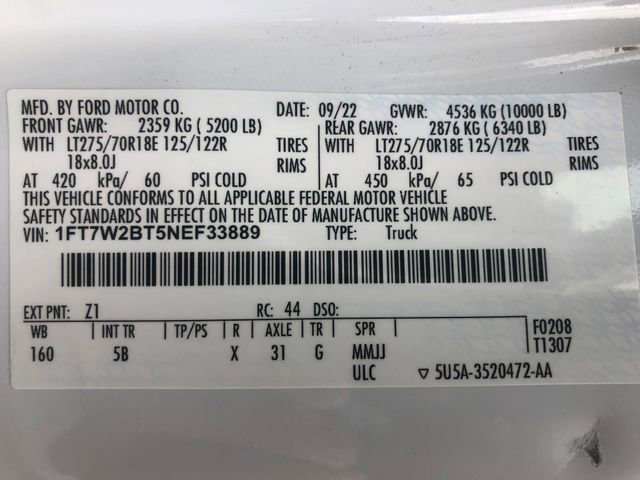 MFD. BY FORD MOTOR CO. DATE: 09/22 GVWR: 4536 KG (10000 LB)
FRONT GAWR: 2359 KG ( 5200 LB) REAR GAWR: 2876 KG ( 6340 LB)
WITH LT275/70R18E 125/122R TIRES WITH LT275/70R18E 125/122R TIRES
18x8.0J RIMS 18x8.0J RIMS
AT 420 kPa/ 60 PSI COLD AT 450 kPa/ 65 PSI COLD
THIS VEHICLE CONFORMS TO ALL APPLICABLE FEDERAL MOTOR VEHICLE
SAFETY STANDARDS IN EFFECT ON THE DATE OF MANUFACTURE SHOWN ABOVE.
VIN: 1FT7W2BT5NEF33889 TYPE: Truck
EXT PNT: Z1 RC: 44 DSO: F0208
WB INT TR TP/PS R AXLE TR SPR T1307
160 5B X 31 G MMJJ
ULC ▽ 5U5A-3520472-AA